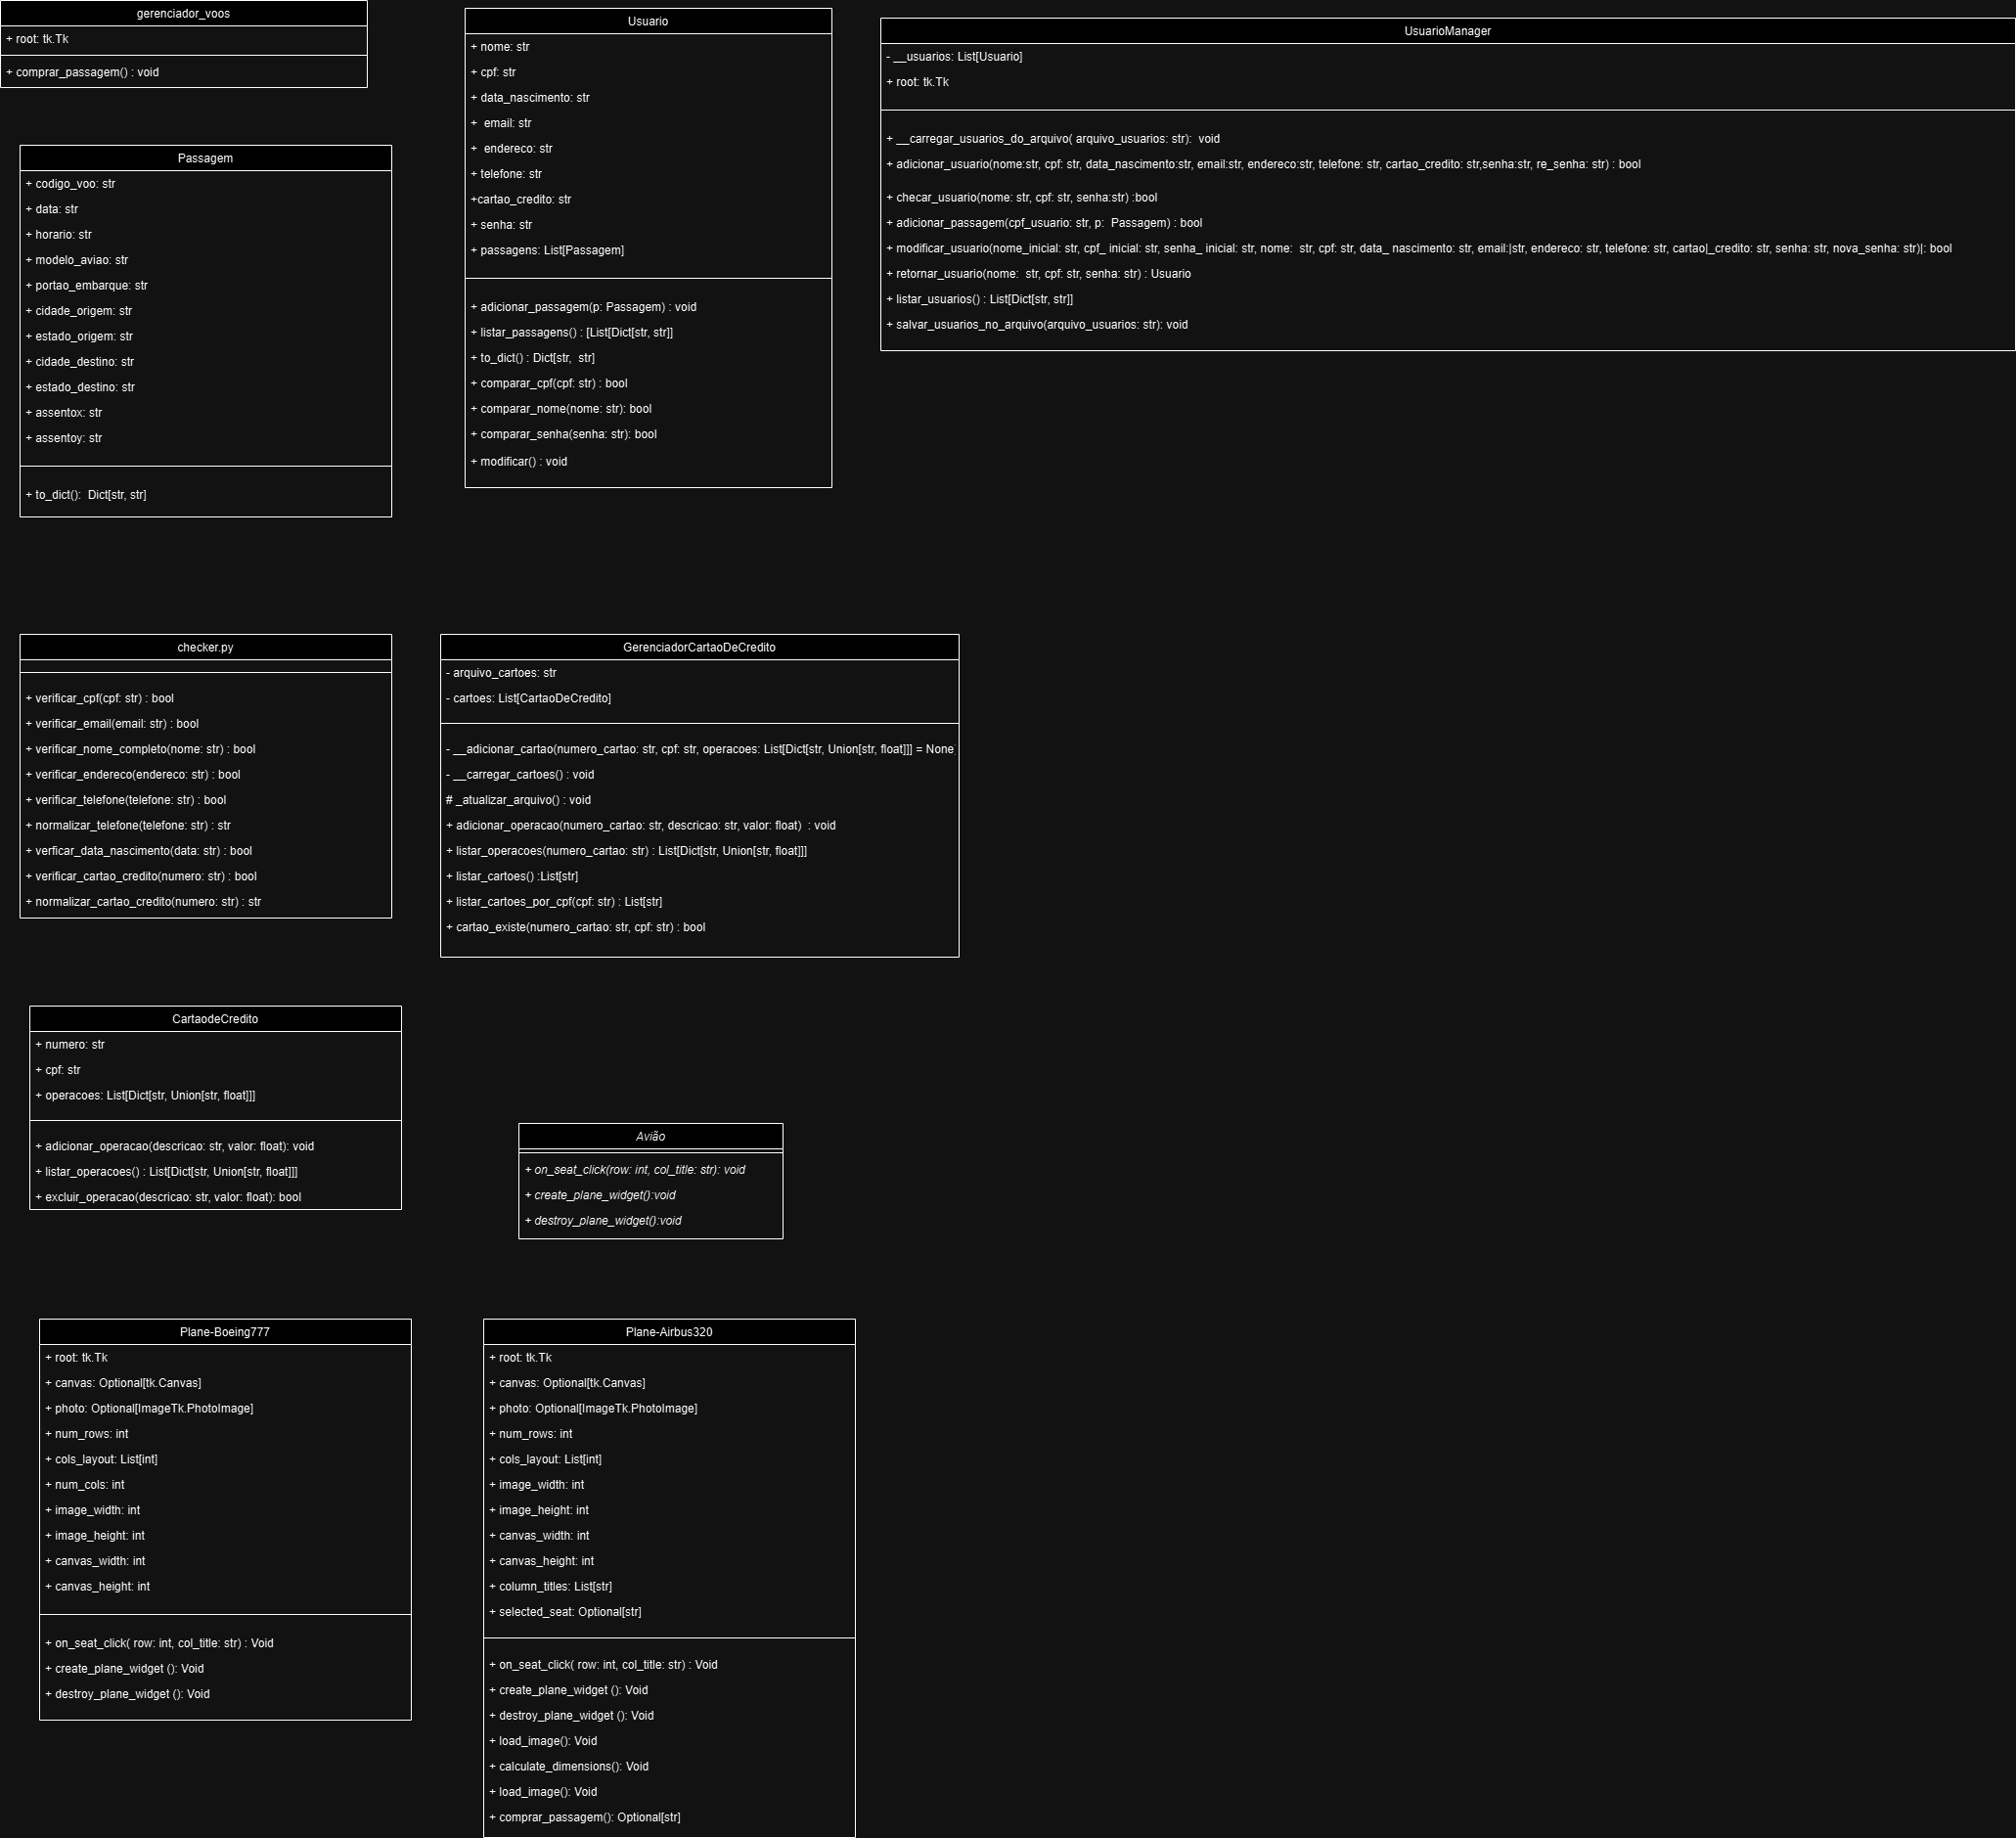 gerenciador_voos
+ root: tk.Tk
+ comprar_passagem() : void
Usuario
+ nome: str
+ cpf: str
+ data_nascimento: str
+  email: str
+  endereco: str
+ telefone: str
+cartao_credito: str
+ senha: str
+ passagens: List[Passagem]
+ adicionar_passagem(p: Passagem) : void
+ listar_passagens() : [List[Dict[str, str]]
+ to_dict() : Dict[str,  str]
+ comparar_cpf(cpf: str) : bool
+ comparar_nome(nome: str): bool
+ comparar_senha(senha: str): bool
+ modificar() : void
UsuarioManager
- __usuarios: List[Usuario]
+ root: tk.Tk
+ __carregar_usuarios_do_arquivo( arquivo_usuarios: str):  void
+ adicionar_usuario(nome:str, cpf: str, data_nascimento:str, email:str, endereco:str, telefone: str, cartao_credito: str,senha:str, re_senha: str) : bool
+ checar_usuario(nome: str, cpf: str, senha:str) :bool
+ adicionar_passagem(cpf_usuario: str, p:  Passagem) : bool
+ modificar_usuario(nome_inicial: str, cpf_ inicial: str, senha_ inicial: str, nome:  str, cpf: str, data_ nascimento: str, email:|str, endereco: str, telefone: str, cartao|_credito: str, senha: str, nova_senha: str)|: bool
+ retornar_usuario(nome:  str, cpf: str, senha: str) : Usuario
+ listar_usuarios() : List[Dict[str, str]]
+ salvar_usuarios_no_arquivo(arquivo_usuarios: str): void
Passagem
+ codigo_voo: str
+ data: str
+ horario: str
+ modelo_aviao: str
+ portao_embarque: str
+ cidade_origem: str
+ estado_origem: str
+ cidade_destino: str
+ estado_destino: str
+ assentox: str
+ assentoy: str
+ to_dict():  Dict[str, str]
checker.py
+ verificar_cpf(cpf: str) : bool
+ verificar_email(email: str) : bool
+ verificar_nome_completo(nome: str) : bool
+ verificar_endereco(endereco: str) : bool
+ verificar_telefone(telefone: str) : bool
+ normalizar_telefone(telefone: str) : str
+ verficar_data_nascimento(data: str) : bool
+ verificar_cartao_credito(numero: str) : bool
+ normalizar_cartao_credito(numero: str) : str
GerenciadorCartaoDeCredito
- arquivo_cartoes: str
- cartoes: List[CartaoDeCredito]
- __adicionar_cartao(numero_cartao: str, cpf: str, operacoes: List[Dict[str, Union[str, float]]] = None
- __carregar_cartoes() : void
# _atualizar_arquivo() : void
+ adicionar_operacao(numero_cartao: str, descricao: str, valor: float)  : void
+ listar_operacoes(numero_cartao: str) : List[Dict[str, Union[str, float]]]
+ listar_cartoes() :List[str]
+ listar_cartoes_por_cpf(cpf: str) : List[str]
+ cartao_existe(numero_cartao: str, cpf: str) : bool
CartaodeCredito
+ numero: str
+ cpf: str
+ operacoes: List[Dict[str, Union[str, float]]]
+ adicionar_operacao(descricao: str, valor: float): void
+ listar_operacoes() : List[Dict[str, Union[str, float]]]
+ excluir_operacao(descricao: str, valor: float): bool
Avião
+ on_seat_click(row: int, col_title: str): void
+ create_plane_widget():void
+ destroy_plane_widget():void
Plane-Boeing777
+ root: tk.Tk
+ canvas: Optional[tk.Canvas]
+ photo: Optional[ImageTk.PhotoImage]
+ num_rows: int
+ cols_layout: List[int]
+ num_cols: int
+ image_width: int
+ image_height: int
+ canvas_width: int
+ canvas_height: int
+ on_seat_click( row: int, col_title: str) : Void
+ create_plane_widget (): Void
+ destroy_plane_widget (): Void
Plane-Airbus320
+ root: tk.Tk
+ canvas: Optional[tk.Canvas]
+ photo: Optional[ImageTk.PhotoImage]
+ num_rows: int
+ cols_layout: List[int]
+ image_width: int
+ image_height: int
+ canvas_width: int
+ canvas_height: int
+ column_titles: List[str]
+ selected_seat: Optional[str]
+ on_seat_click( row: int, col_title: str) : Void
+ create_plane_widget (): Void
+ destroy_plane_widget (): Void
+ load_image(): Void
+ calculate_dimensions(): Void
+ load_image(): Void
+ comprar_passagem(): Optional[str]